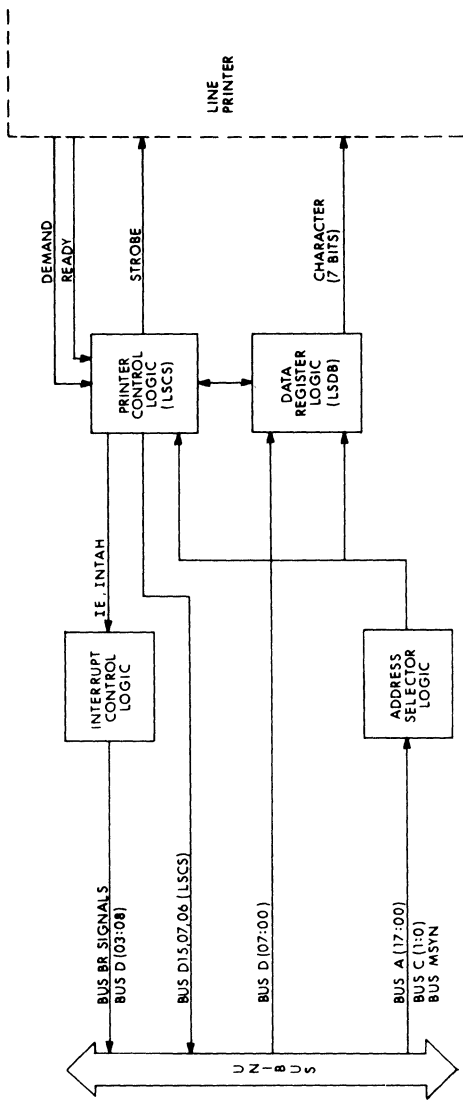 DEMAND
READY
STROBE
LINE
PRINTER
CHARACTER
(7 BITS)
PRINTER
CONTROL
LOGIC
(LSCS)
DATA
REGISTER
LOGIC
(LSDB)
IE, INTAH
INTERRUPT
CONTROL
LOGIC
ADDRESS
SELECTOR
LOGIC
BUS BR SIGNALS
BUS D (03:08)
BUS D15,07,06 (LSCS)
BUS D (07:00)
BUS A (17:00)
BUS C (1:0)
BUS MSYN
UNIBUS